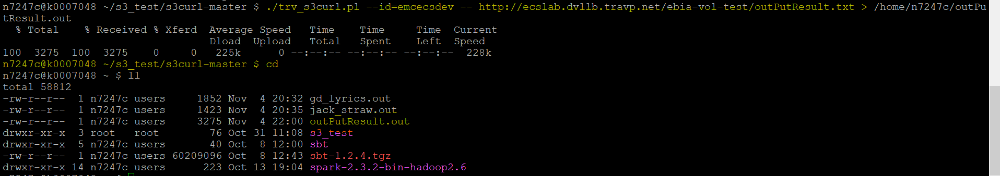 n7247c@k0007048 ~/s3_test/s3curl-master $ ./trv_s3curl.pl --id=emcecsdev -- http://ecslab.dvllb.travp.net/ebia-vol-test/outPutResult.txt > /home/n7247c/outPu
tResult.out
  % Total    % Received % Xferd  Average Speed   Time    Time     Time  Current
                                 Dload  Upload   Total   Spent    Left  Speed
100  3275  100  3275    0     0   225k      0 --:--:-- --:--:-- --:--:--  228k
n7247c@k0007048 ~/s3_test/s3curl-master $ cd
n7247c@k0007048 ~ $ ll
total 58812
-rw-r--r--  1 n7247c users     1852 Nov  4 20:32 gd_lyrics.out
-rw-r--r--  1 n7247c users     1423 Nov  4 20:35 jack_straw.out
-rw-r--r--  1 n7247c users     3275 Nov  4 22:00 outPutResult.out
drwxr-xr-x  3 root   root        76 Oct 31 11:08 s3_test
drwxr-xr-x  5 n7247c users       40 Oct  8 12:00 sbt
-rw-r--r--  1 n7247c users 60209096 Oct  8 12:43 sbt-1.2.4.tgz
drwxr-xr-x 14 n7247c users      223 Oct 13 19:04 spark-2.3.2-bin-hadoop2.6